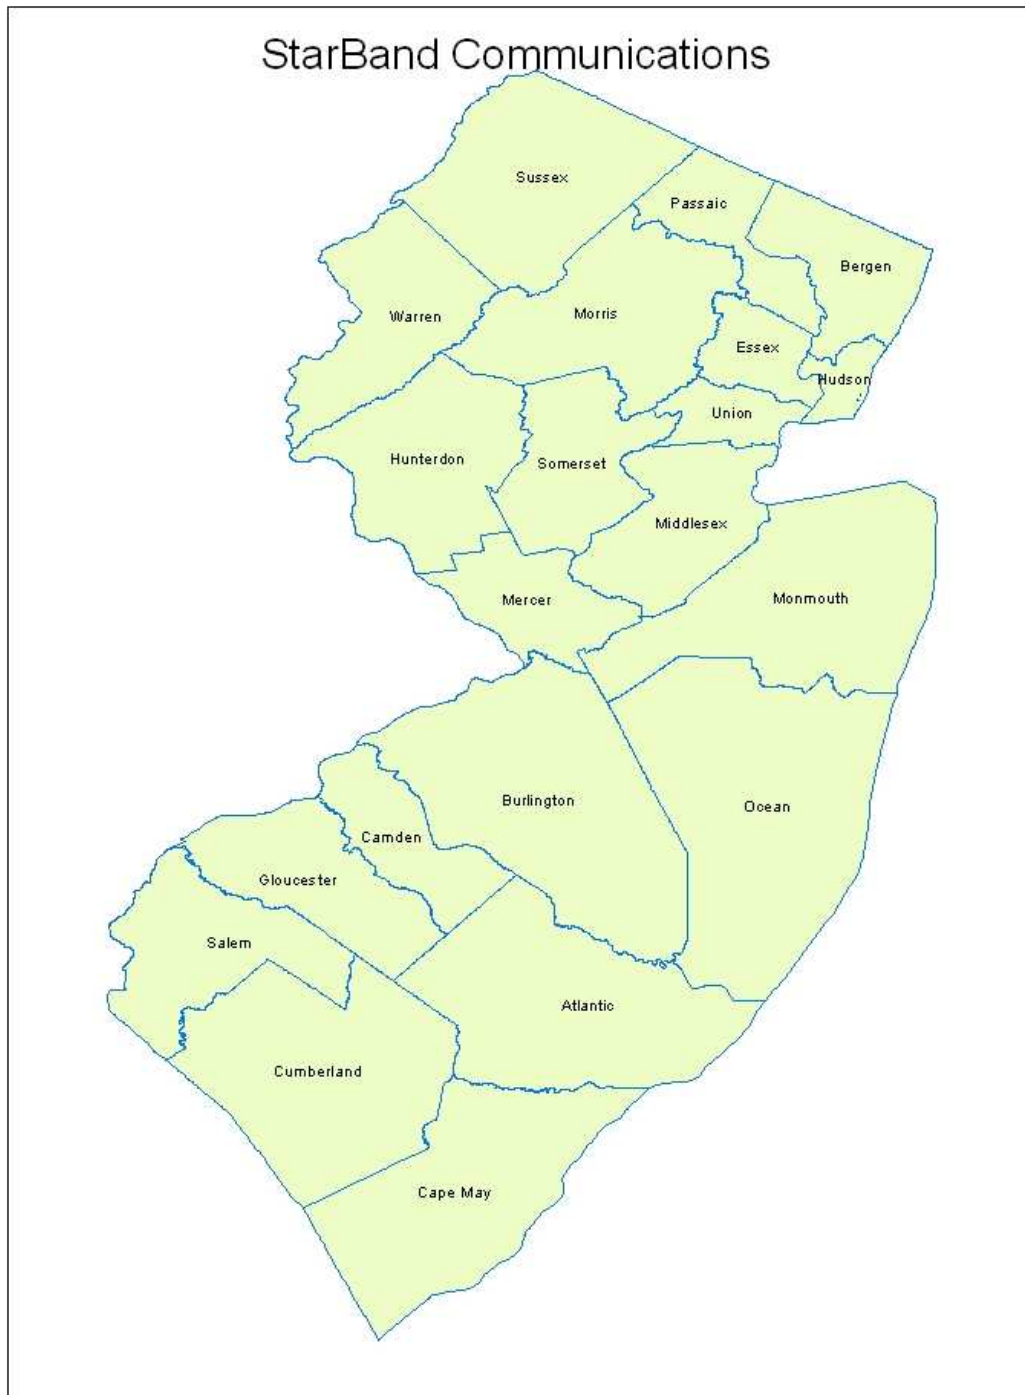 StarBand Communications
Sussex
Passaic
Bergen
Warren
Morris
Essex
Hudson
Union
Hunterdon
Somerset
Middlesex
Mercer
Monmouth
Burlington
Ocean
Camden
Gloucester
Salem
Atlantic
Cumberland
Cape May